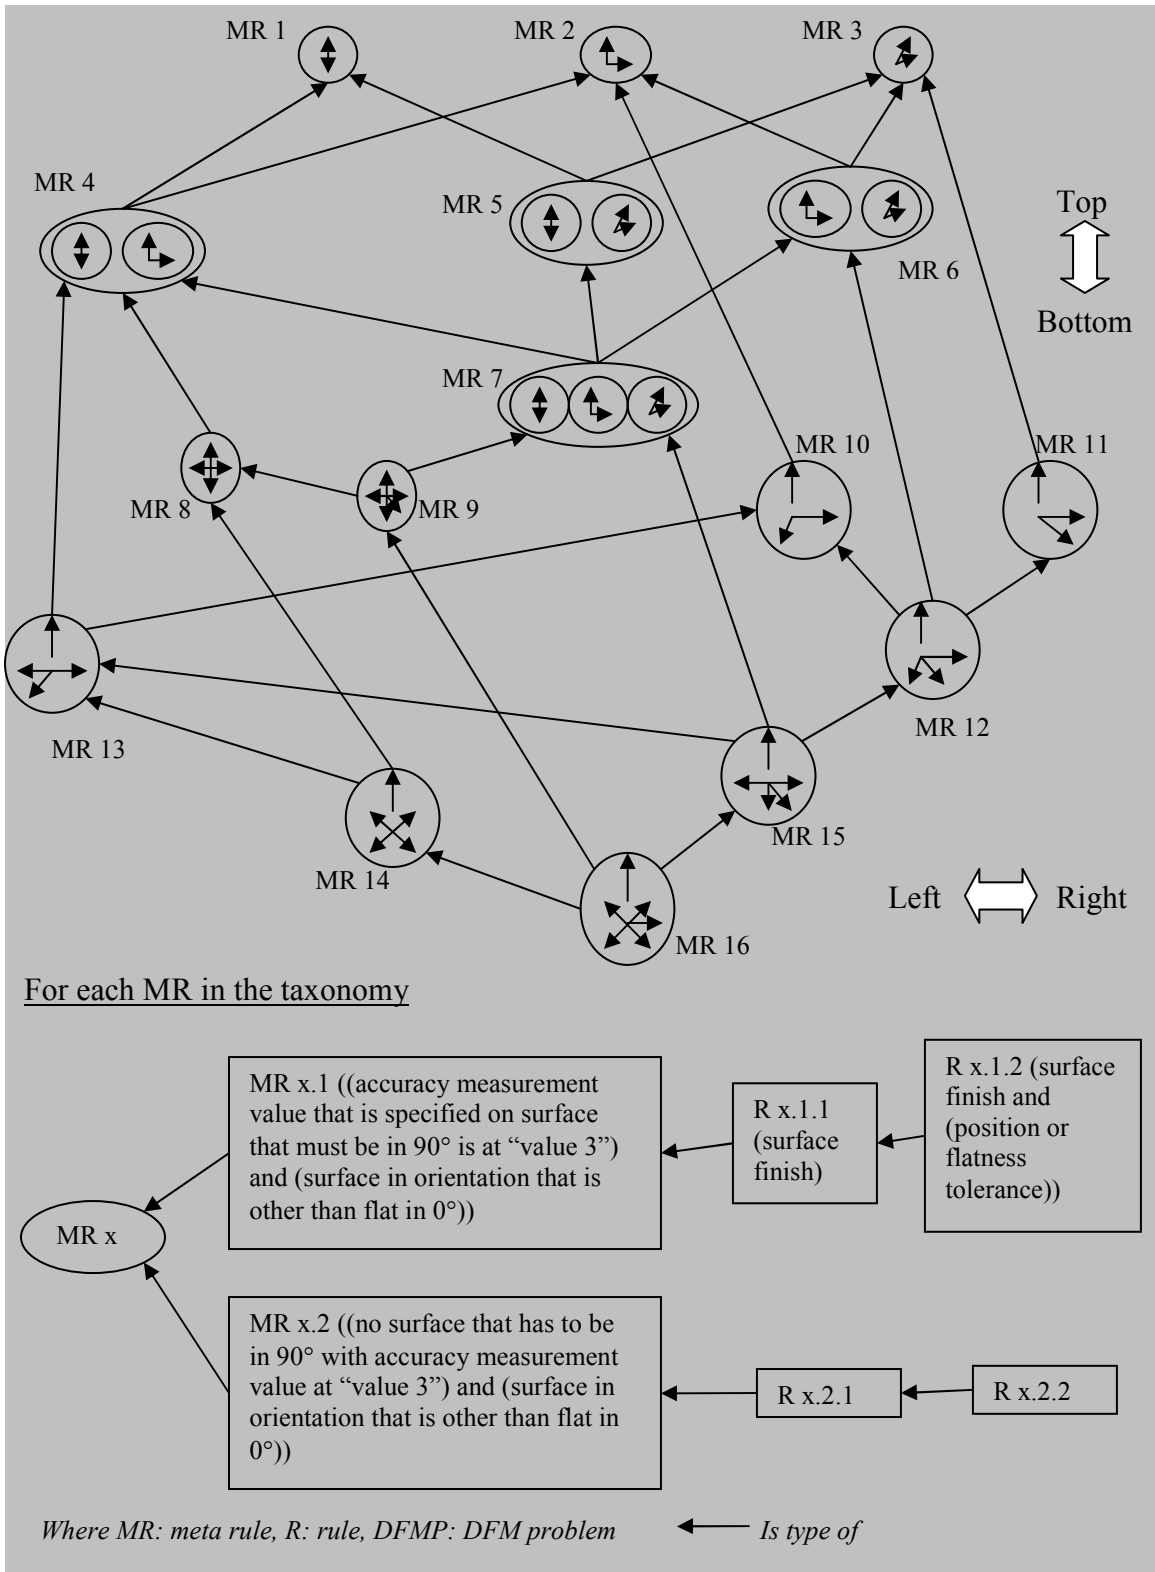 MR 1
MR 2
MR 3
MR 4
MR 5
MR 6
Top
Bottom
MR 7
MR 8
MR 9
MR 10
MR 11
MR 12
MR 13
MR 14
MR 15
MR 16
Left
Right
For each MR in the taxonomy
MR x
MR x.1 ((accuracy measurement
value that is specified on surface
that must be in 90° is at “value 3”)
and (surface in orientation that is
other than flat in 0°))
R x.1.1
(surface
finish)
R x.1.2 (surface
finish and
(position or
flatness
tolerance))
MR x.2 ((no surface that has to be
in 90° with accuracy measurement
value at “value 3”) and (surface in
orientation that is other than flat in
0°))
R x.2.1
R x.2.2
Where MR: meta rule, R: rule, DFMP: DFM problem
Is type of